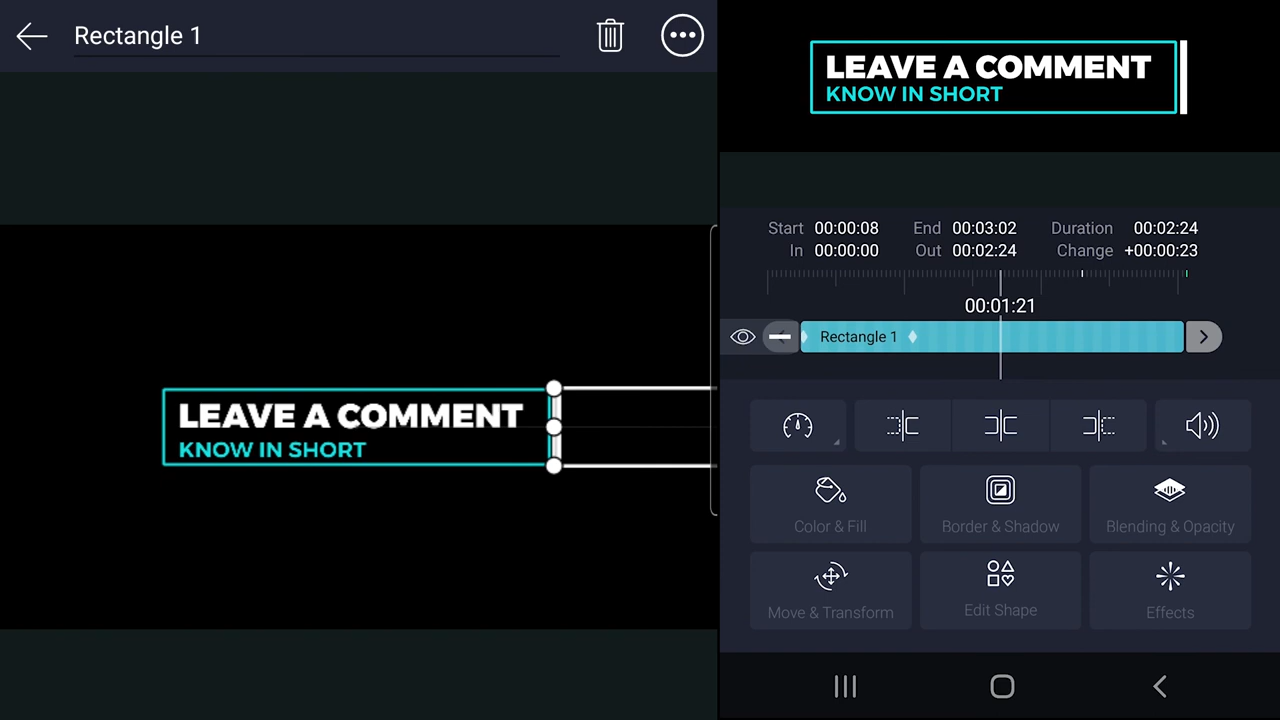 Rectangle 1
LEAVE A COMMENT
KNOW IN SHORT
LEAVE A COMMENT
KNOW IN SHORT
Start 00:00:08 End 00:03:02 Duration 00:02:24
In 00:00:00 Out 00:02:24 Change +00:00:23
00:01:21
Rectangle 1
Color & Fill Border & Shadow Blending & Opacity
Move & Transform Edit Shape Effects